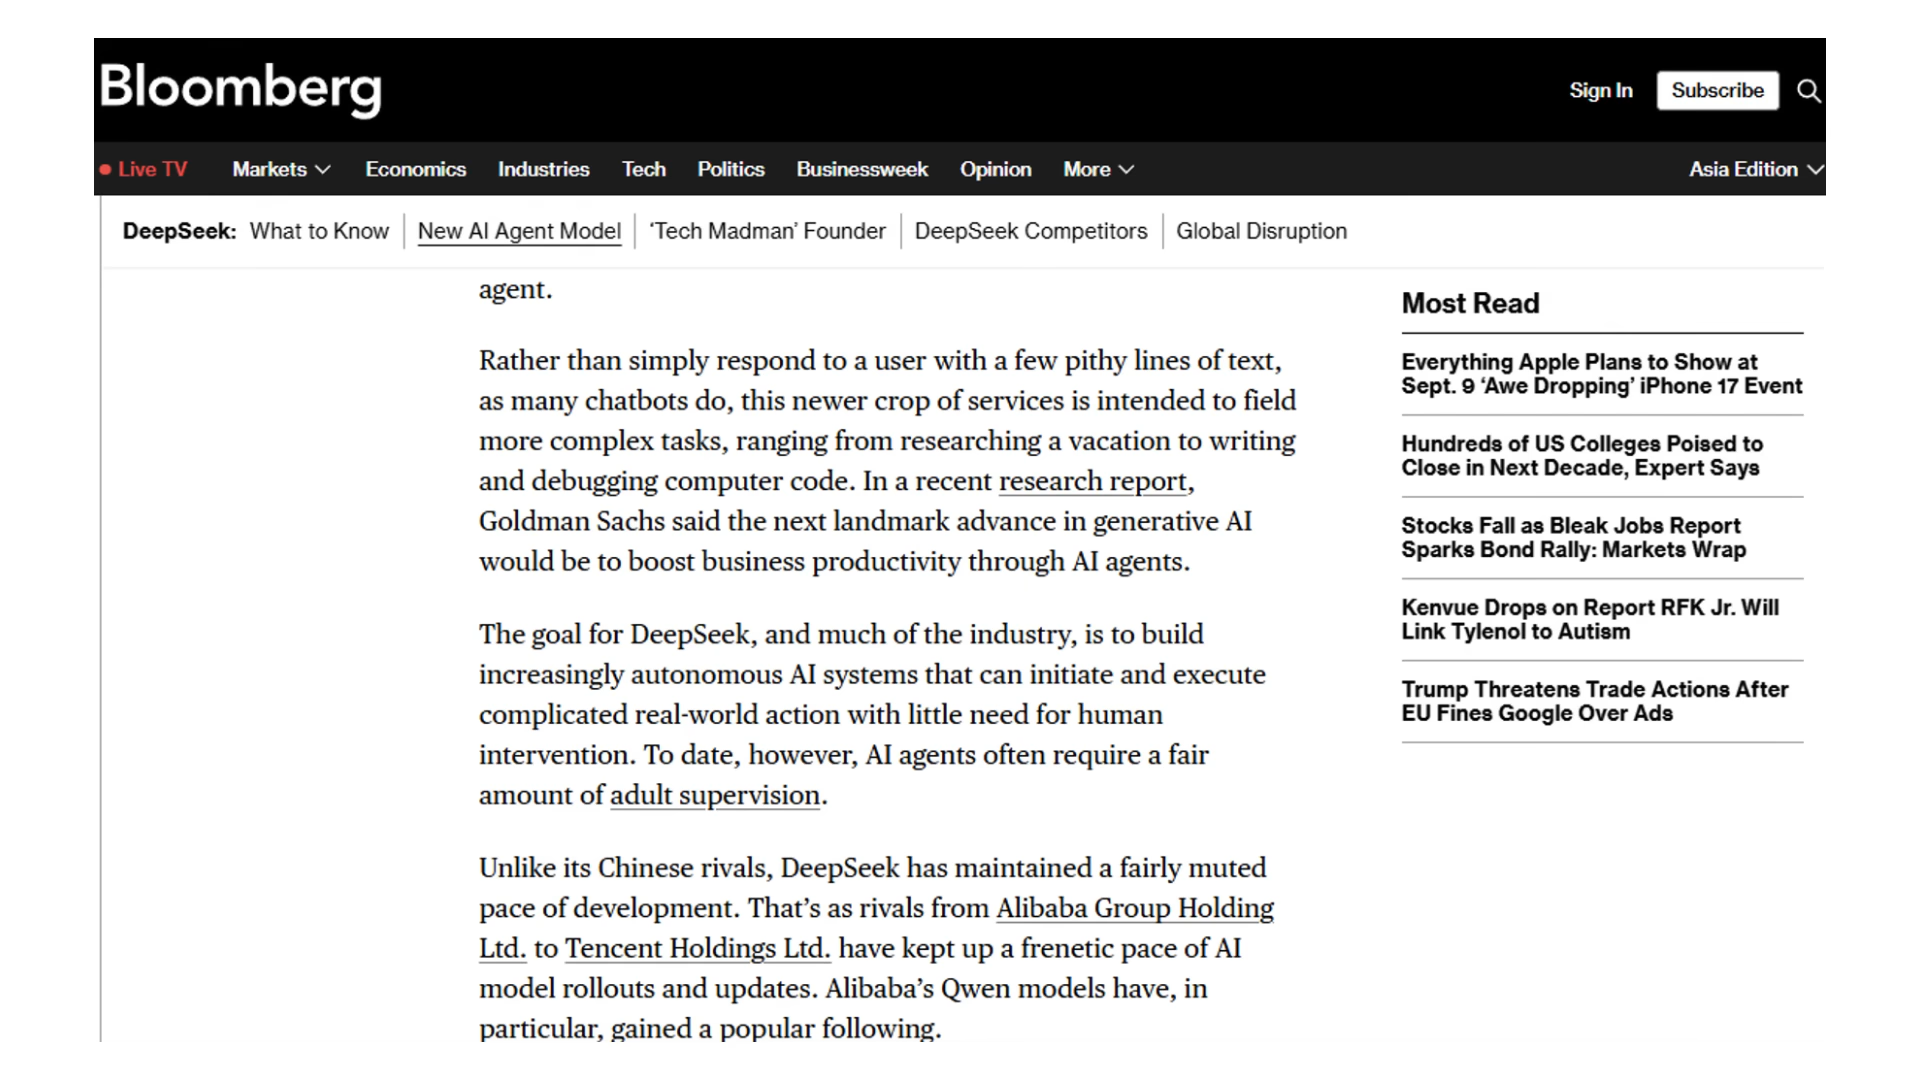 Bloomberg
Sign In
Subscribe
Live TV
Markets
Economics
Industries
Tech
Politics
Businessweek
Opinion
More
Asia Edition
DeepSeek: What to Know
New AI Agent Model
‘Tech Madman’ Founder
DeepSeek Competitors
Global Disruption
agent.
Rather than simply respond to a user with a few pithy lines of text,
as many chatbots do, this newer crop of services is intended to field
more complex tasks, ranging from researching a vacation to writing
and debugging computer code. In a recent research report,
Goldman Sachs said the next landmark advance in generative AI
would be to boost business productivity through AI agents.
The goal for DeepSeek, and much of the industry, is to build
increasingly autonomous AI systems that can initiate and execute
complicated real-world action with little need for human
intervention. To date, however, AI agents often require a fair
amount of adult supervision.
Unlike its Chinese rivals, DeepSeek has maintained a fairly muted
pace of development. That’s as rivals from Alibaba Group Holding
Ltd. to Tencent Holdings Ltd. have kept up a frenetic pace of AI
model rollouts and updates. Alibaba’s Qwen models have, in
particular, gained a popular following.
Most Read
Everything Apple Plans to Show at
Sept. 9 ‘Awe Dropping’ iPhone 17 Event
Hundreds of US Colleges Poised to
Close in Next Decade, Expert Says
Stocks Fall as Bleak Jobs Report
Sparks Bond Rally: Markets Wrap
Kenvue Drops on Report RFK Jr. Will
Link Tylenol to Autism
Trump Threatens Trade Actions After
EU Fines Google Over Ads